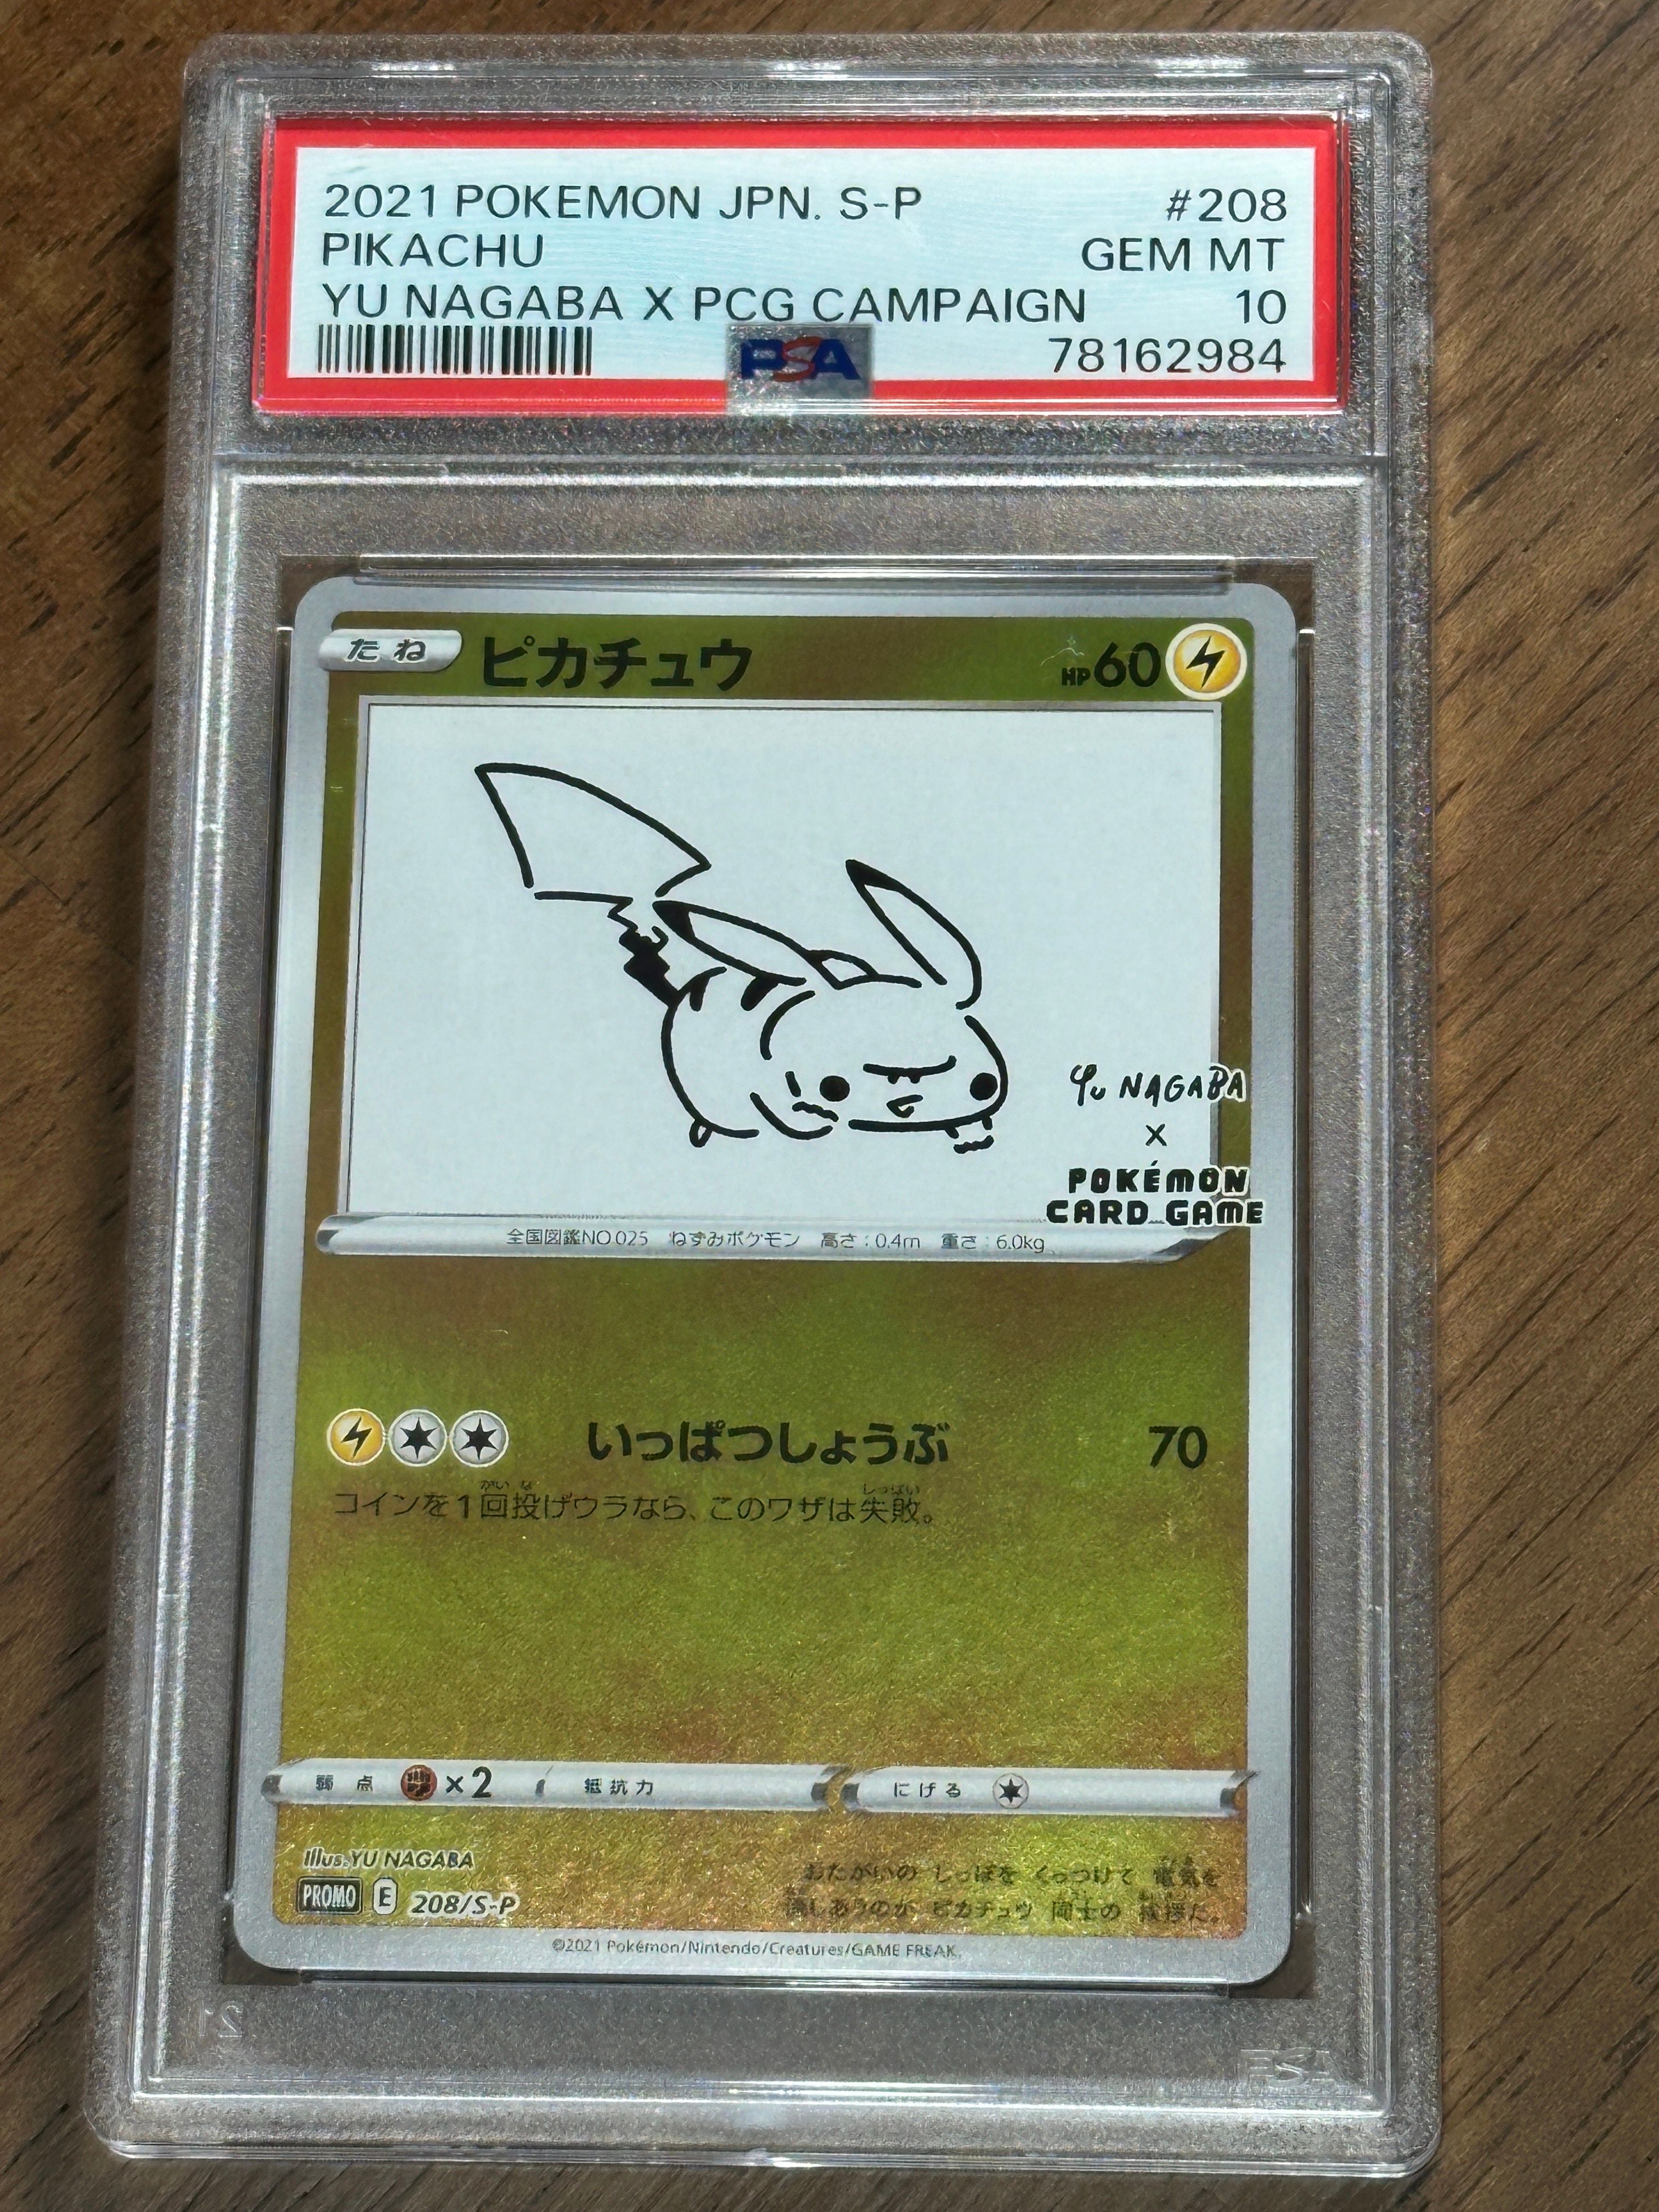 2021 POKEMON JPN. S-P #208
PIKACHU GEM MT
YU NAGABA X PCG CAMPAIGN 10
PSA 78162984
たね ピカチュウ HP60
YU NAGABA
X
POKÉMON
CARD GAME
全国図鑑NO.025 ねずみポケモン 高さ：0.4m 重さ：6.0kg
いっぱつしょうぶ 70
コインを1回投げウラなら、このワザは失敗。
弱点 ×2 抵抗力 にげる
Illus.YU NAGABA
PROMO E 208/S-P
おたがいの しっぽを くっつけて 電気を
流しあうのが ピカチュウ 同士の 挨拶だ。
©2021 Pokémon/Nintendo/Creatures/GAME FREAK.
PSA